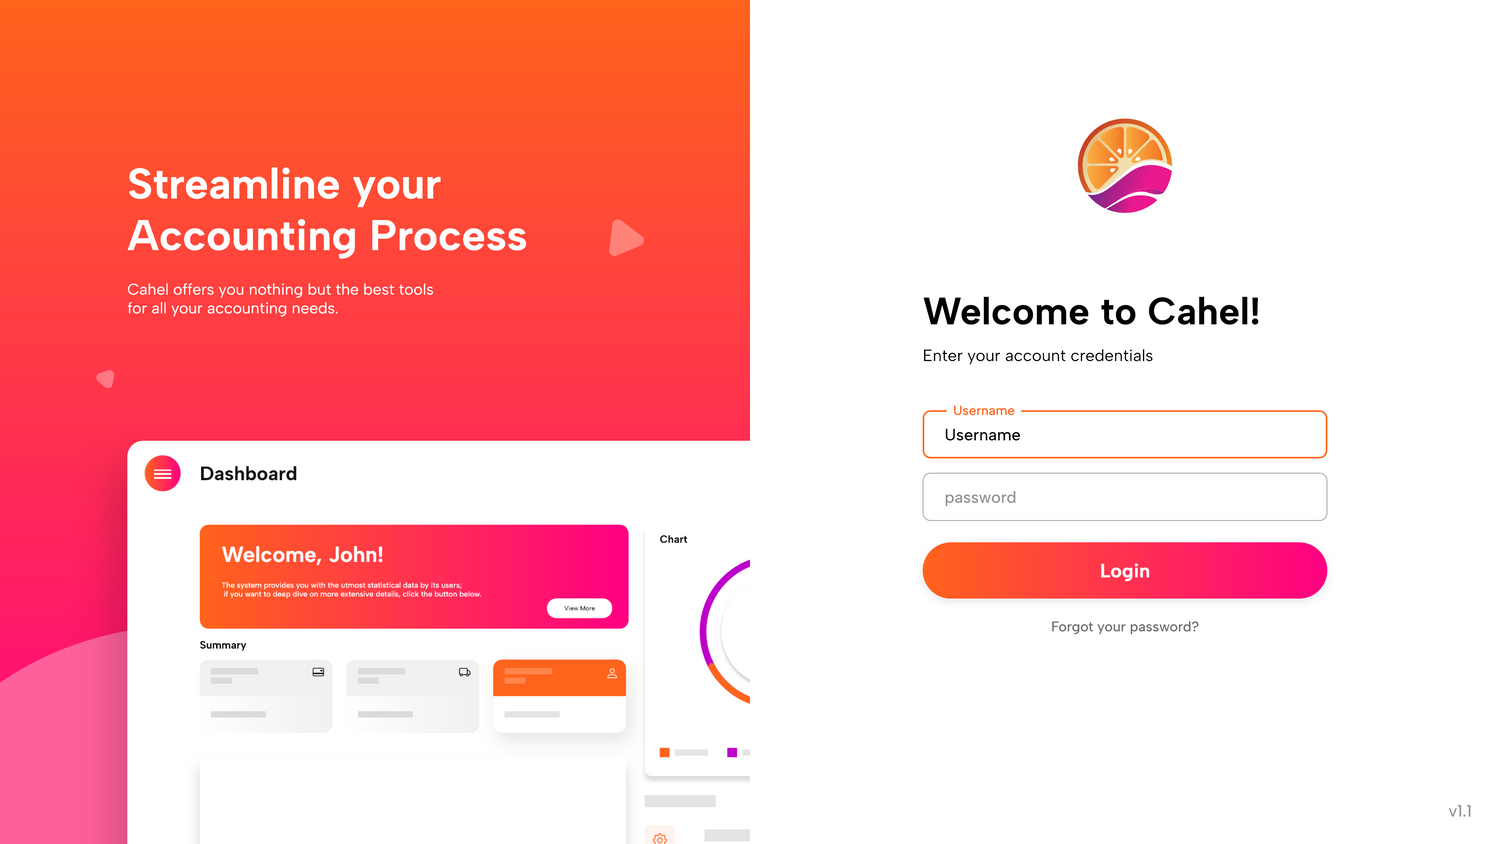 Streamline your
Accounting Process
Cahel offers you nothing but the best tools
for all your accounting needs.
Dashboard
Welcome, John!
The system provides you with the utmost statistical data by its users;
if you want to deep dive on more extensive details, click the button below.
View More
Summary
Chart
Welcome to Cahel!
Enter your account credentials
Username
Username
password
Login
Forgot your password?
v1.1